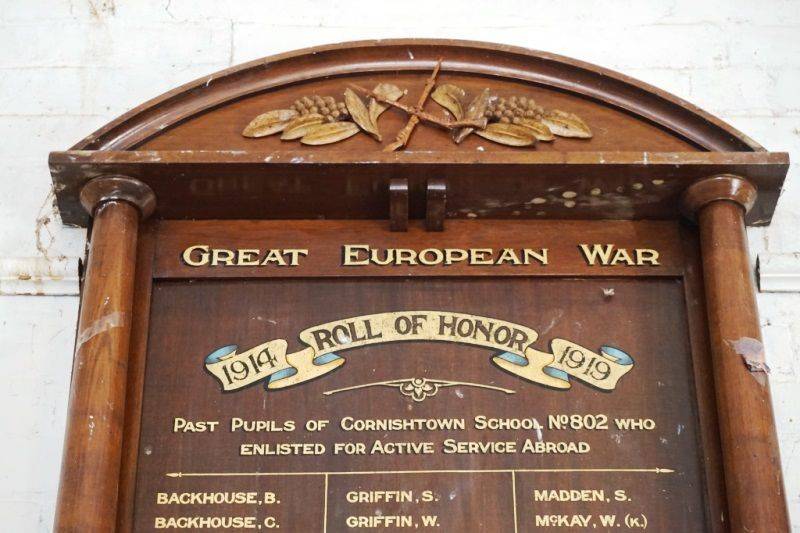 GREAT EUROPEAN WAR
1914 ROLL OF HONOR 1919
PAST PUPILS OF CORNISHTOWN SCHOOL Nº802 WHO
ENLISTED FOR ACTIVE SERVICE ABROAD
BACKHOUSE, B. GRIFFIN, S. MADDEN, S.
BACKHOUSE, C. GRIFFIN, W. McKAY, W. (K.)